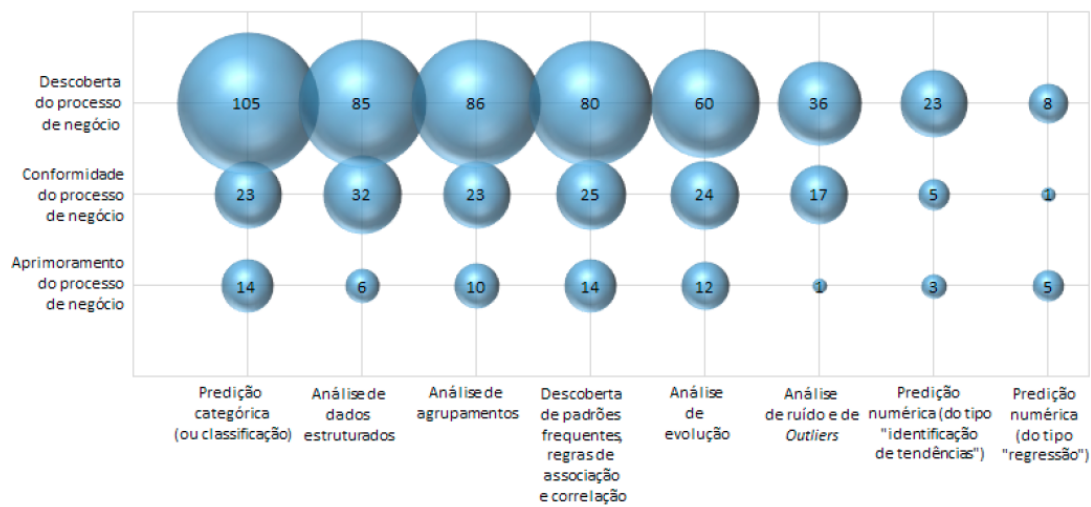 Descoberta
do processo
de negócio
105
85
86
80
60
36
23
8
Conformidade
do processo
de negócio
23
32
23
25
24
17
5
1
Aprimoramento
do processo
de negócio
14
6
10
14
12
1
3
5
Predição
categórica
(ou classificação)
Análise de
dados
estruturados
Análise de
agrupamentos
Descoberta
de padrões
frequentes,
regras de
associação
e correlação
Análise
de
evolução
Análise
de ruído e de
Outliers
Predição
numérica (do tipo
"identificação
de tendências")
Predição
numérica
(do tipo
"regressão")